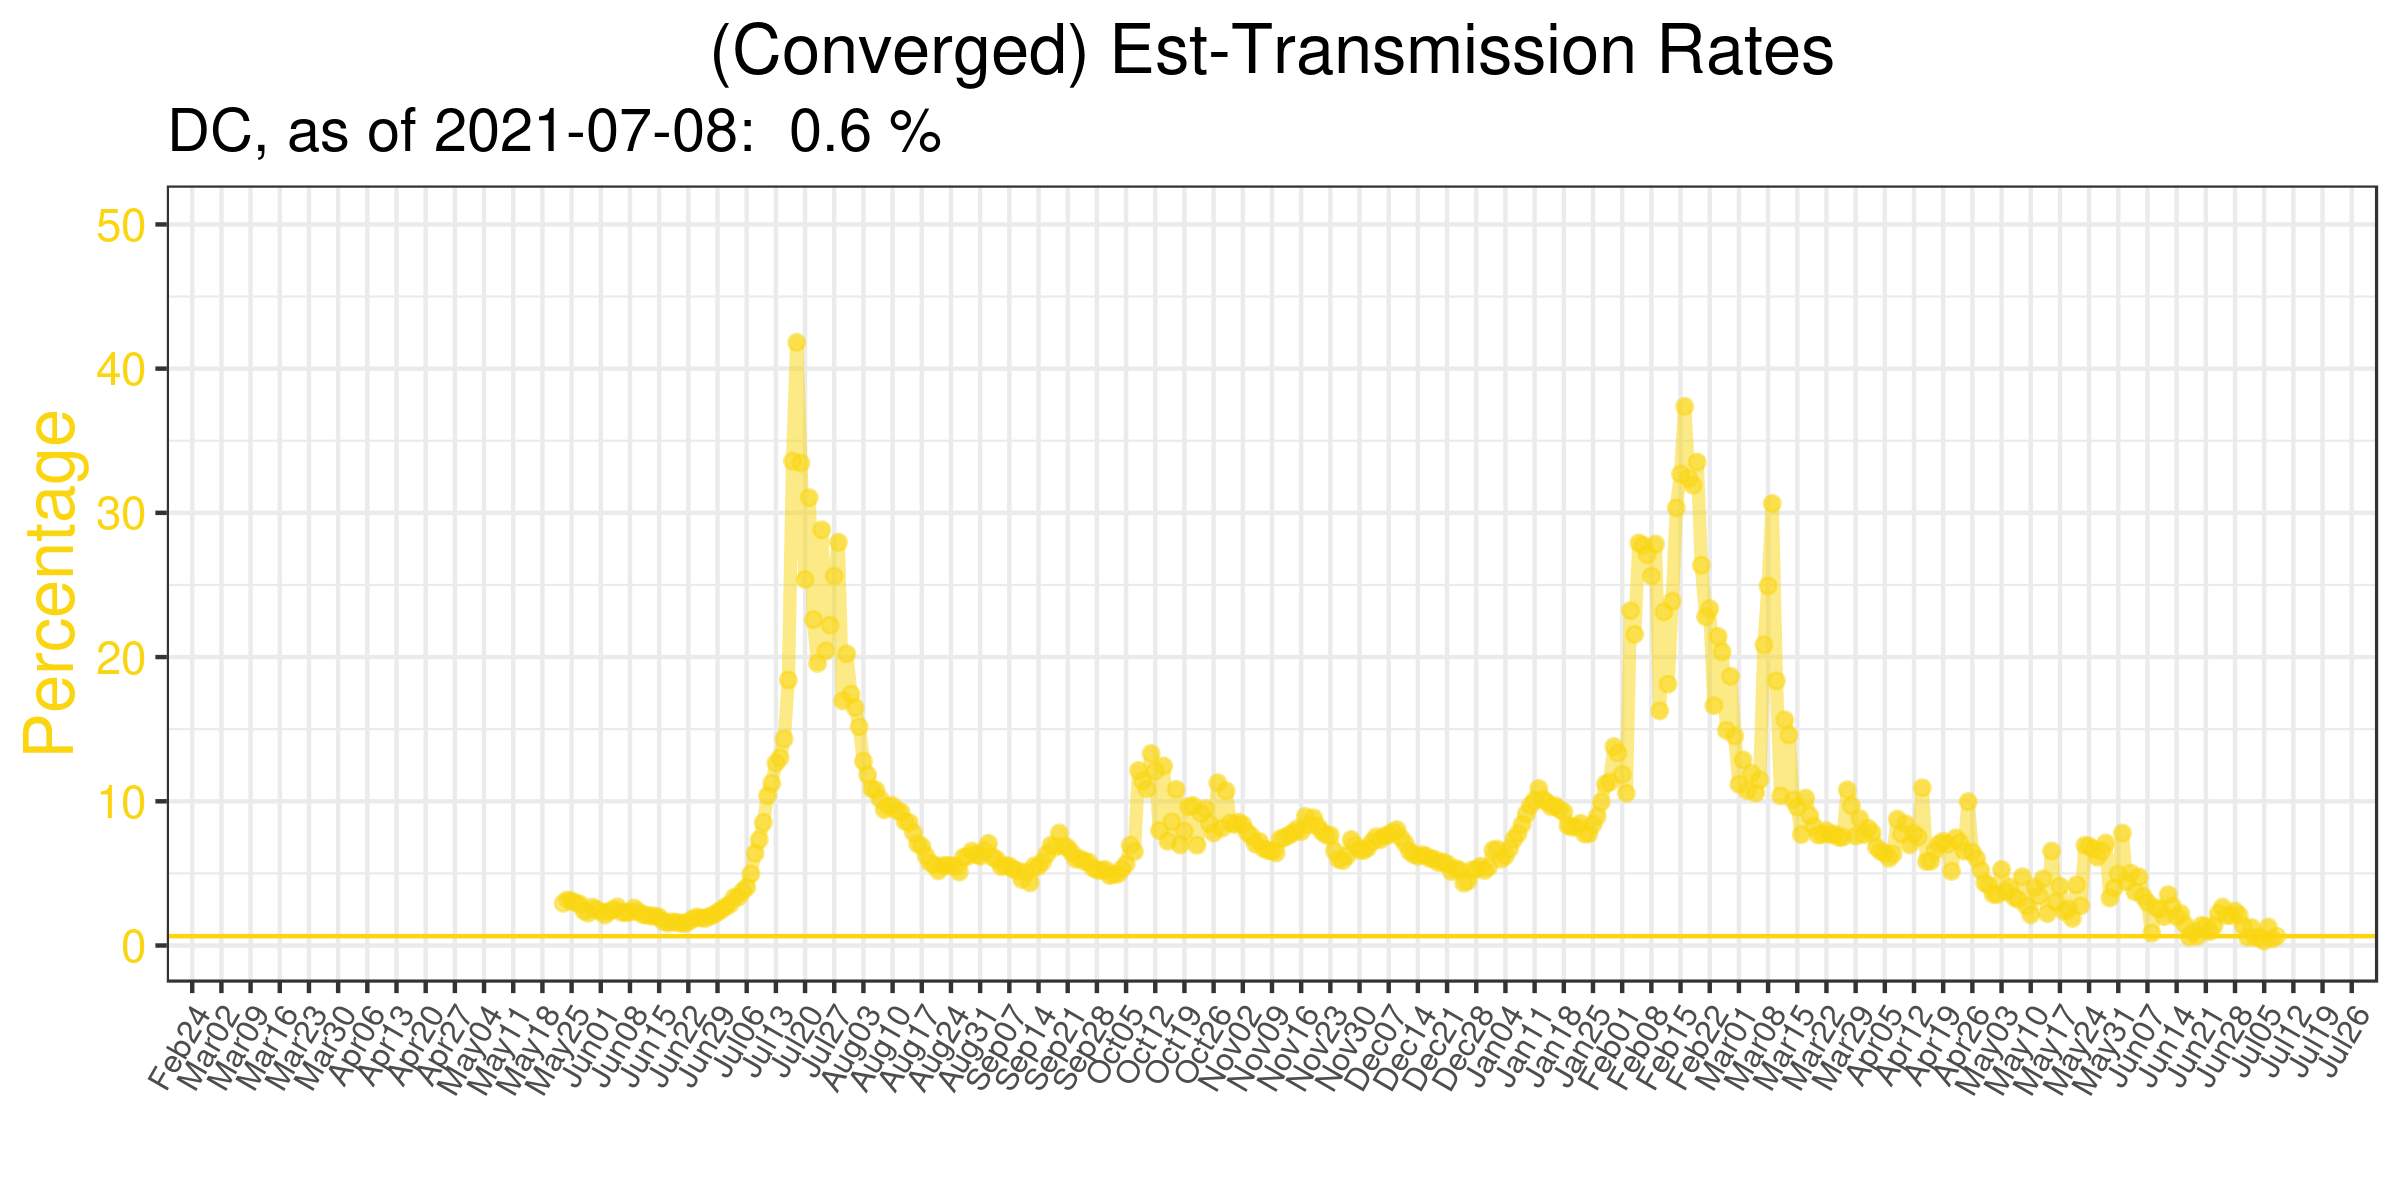 (Converged) Est-Transmission Rates
DC, as of 2021-07-08:  0.6 %
Percentage
50
40
30
20
10
0
Feb24
Mar02
Mar09
Mar16
Mar23
Mar30
Apr06
Apr13
Apr20
Apr27
May04
May11
May18
May25
Jun01
Jun08
Jun15
Jun22
Jun29
Jul06
Jul13
Jul20
Jul27
Aug03
Aug10
Aug17
Aug24
Aug31
Sep07
Sep14
Sep21
Sep28
Oct05
Oct12
Oct19
Oct26
Nov02
Nov09
Nov16
Nov23
Nov30
Dec07
Dec14
Dec21
Dec28
Jan04
Jan11
Jan18
Jan25
Feb01
Feb08
Feb15
Feb22
Mar01
Mar08
Mar15
Mar22
Mar29
Apr05
Apr12
Apr19
Apr26
May03
May10
May17
May24
May31
Jun07
Jun14
Jun21
Jun28
Jul05
Jul12
Jul19
Jul26